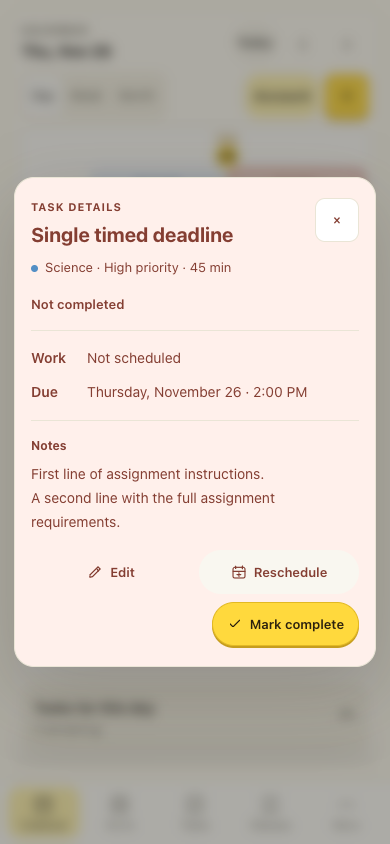 TASK DETAILS
Single timed deadline
×
Science · High priority · 45 min
Not completed
Work Not scheduled
Due Thursday, November 26 · 2:00 PM
Notes
First line of assignment instructions.
A second line with the full assignment
requirements.
Edit
Reschedule
Mark complete